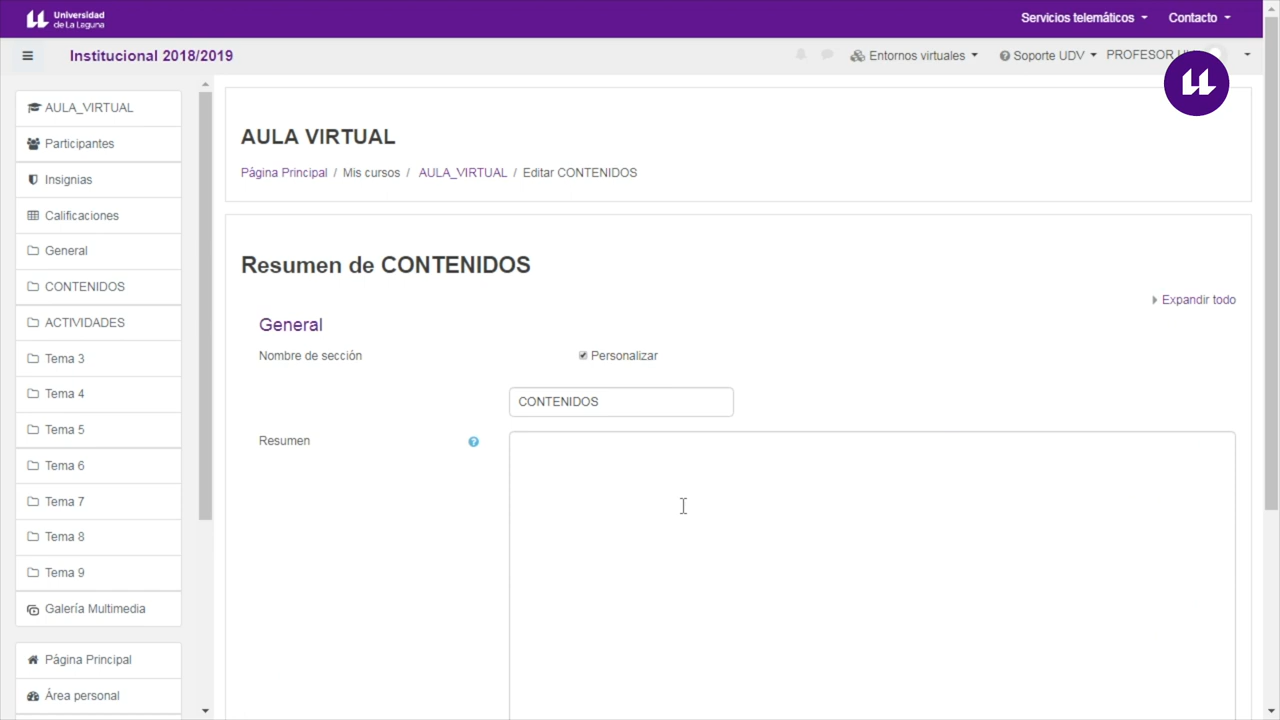 Universidad
de La Laguna
Servicios telemáticos
Contacto
Institucional 2018/2019
Entornos virtuales
Soporte UDV
PROFESOR
AULA_VIRTUAL
Participantes
Insignias
Calificaciones
General
CONTENIDOS
ACTIVIDADES
Tema 3
Tema 4
Tema 5
Tema 6
Tema 7
Tema 8
Tema 9
Galería Multimedia
Página Principal
Área personal
AULA VIRTUAL
Página Principal / Mis cursos / AULA_VIRTUAL / Editar CONTENIDOS
Resumen de CONTENIDOS
Expandir todo
General
Nombre de sección
Personalizar
CONTENIDOS
Resumen